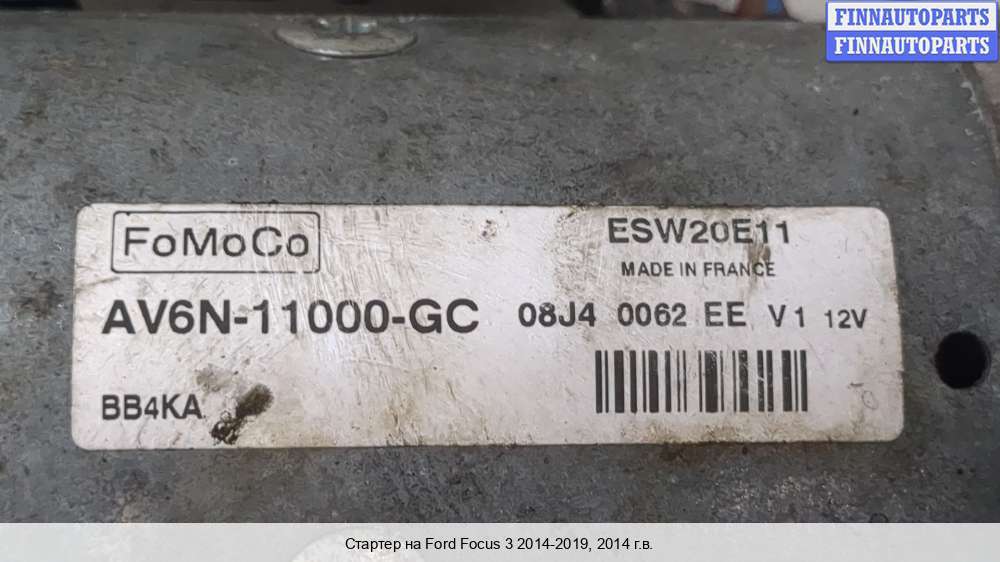 FINNAUTOPARTS
FINNAUTOPARTS
FoMoCo
ESW20E11
MADE IN FRANCE
AV6N-11000-GC 08J4 0062 EE V1 12V
BB4KA
Стартер на Ford Focus 3 2014-2019, 2014 г.в.